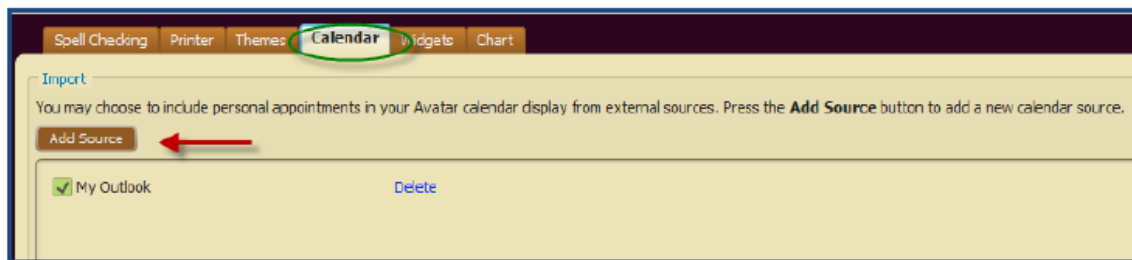 Spell Checking Printer Themes Calendar Widgets Chart
Import
You may choose to include personal appointments in your Avatar calendar display from external sources. Press the Add Source button to add a new calendar source.
Add Source
My Outlook Delete